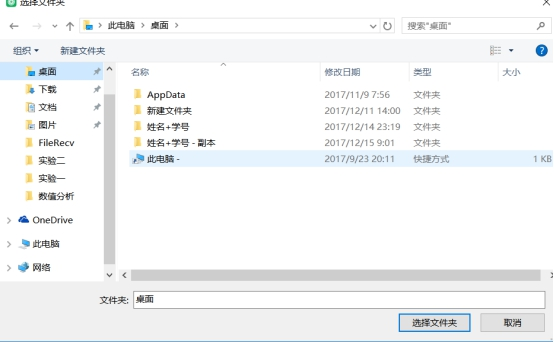 选择文件夹
此电脑 > 桌面 >
搜索"桌面"
组织 新建文件夹
桌面
下载
文档
图片
FileRecv
实验二
实验一
数值分析
OneDrive
此电脑
网络
名称 修改日期 类型 大小
AppData 2017/11/9 7:56 文件夹
新建文件夹 2017/12/11 14:00 文件夹
姓名+学号 2017/12/14 23:19 文件夹
姓名+学号 - 副本 2017/12/15 9:01 文件夹
此电脑 - 2017/9/23 20:11 快捷方式 1 KB
文件夹: 桌面
选择文件夹 取消